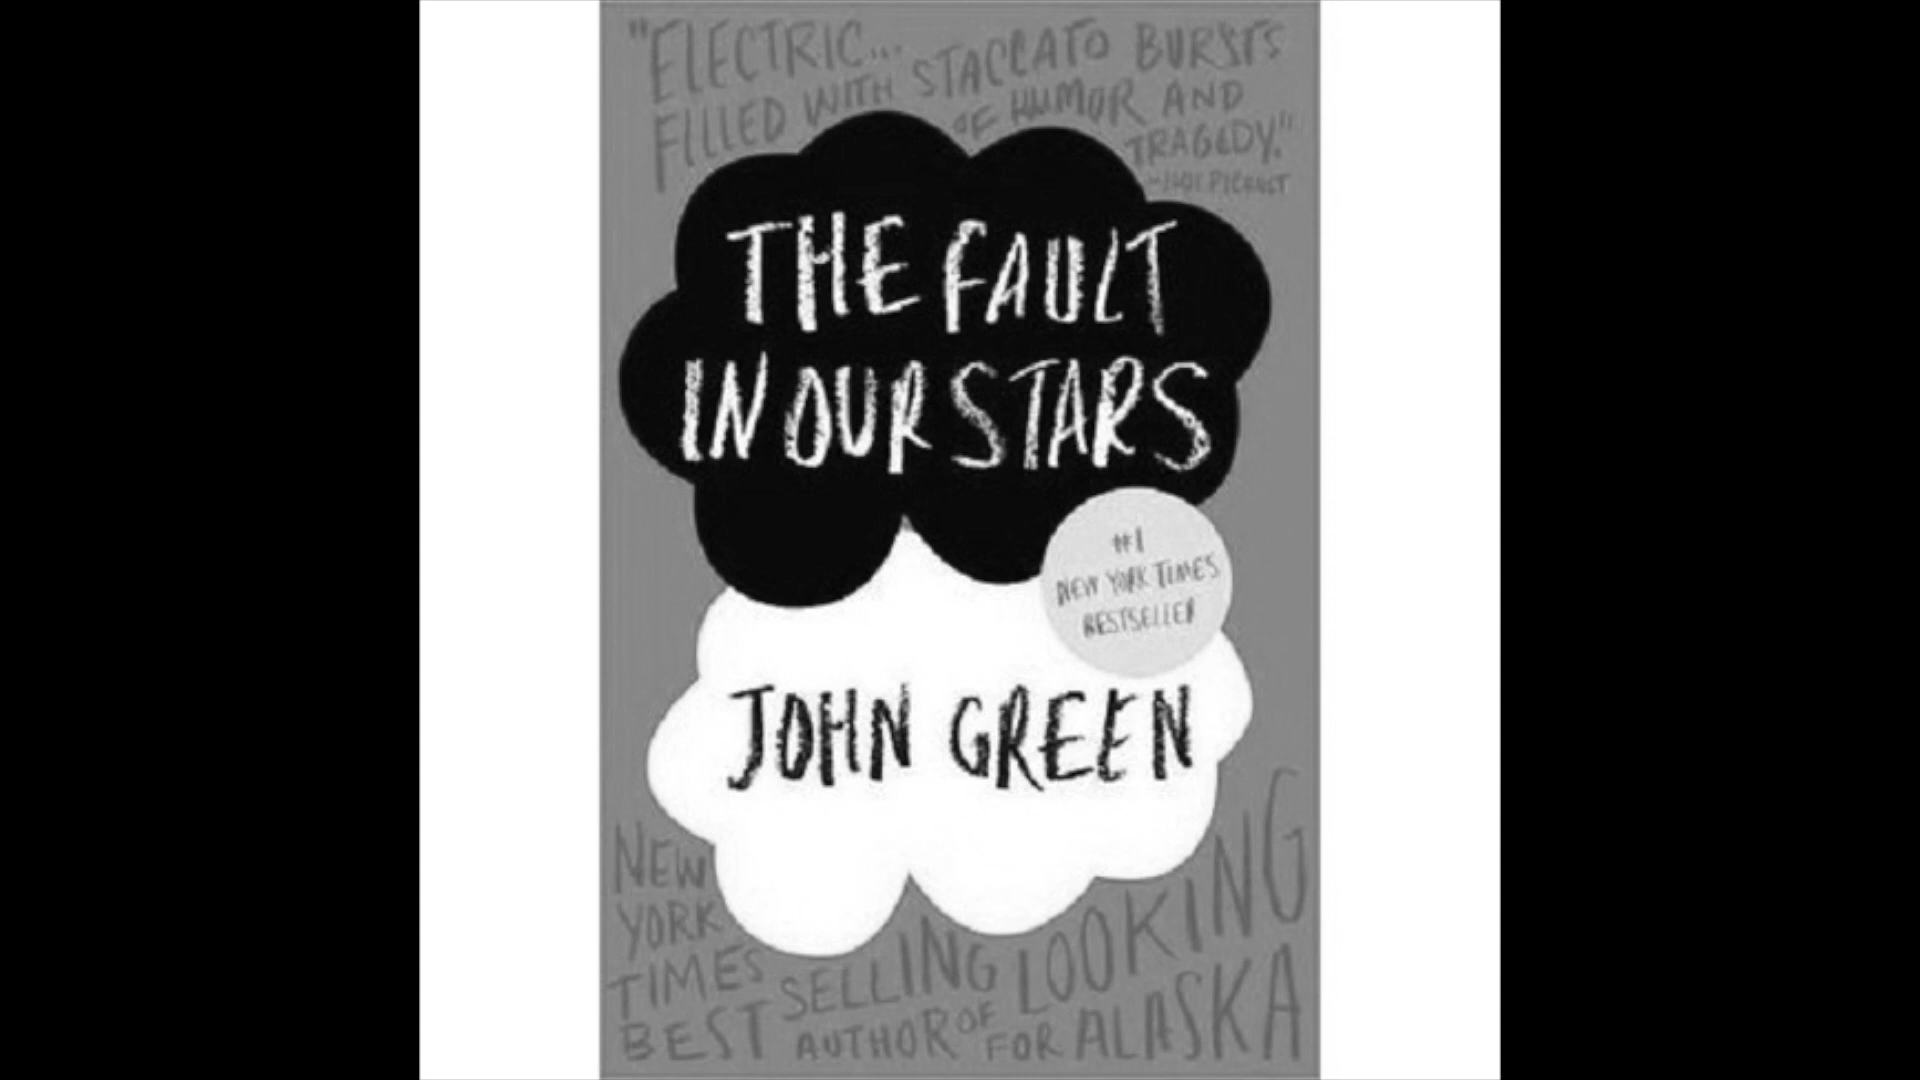 "ELECTRIC...
FILLED WITH STACCATO BURSTS
OF HUMOR AND
TRAGEDY."
THE FAULT
IN OUR STARS
#1
NEW YORK TIMES
BESTSELLER
JOHN GREEN
NEW
YORK
TIMES
BEST SELLING
AUTHOR OF
LOOKING
FOR ALASKA